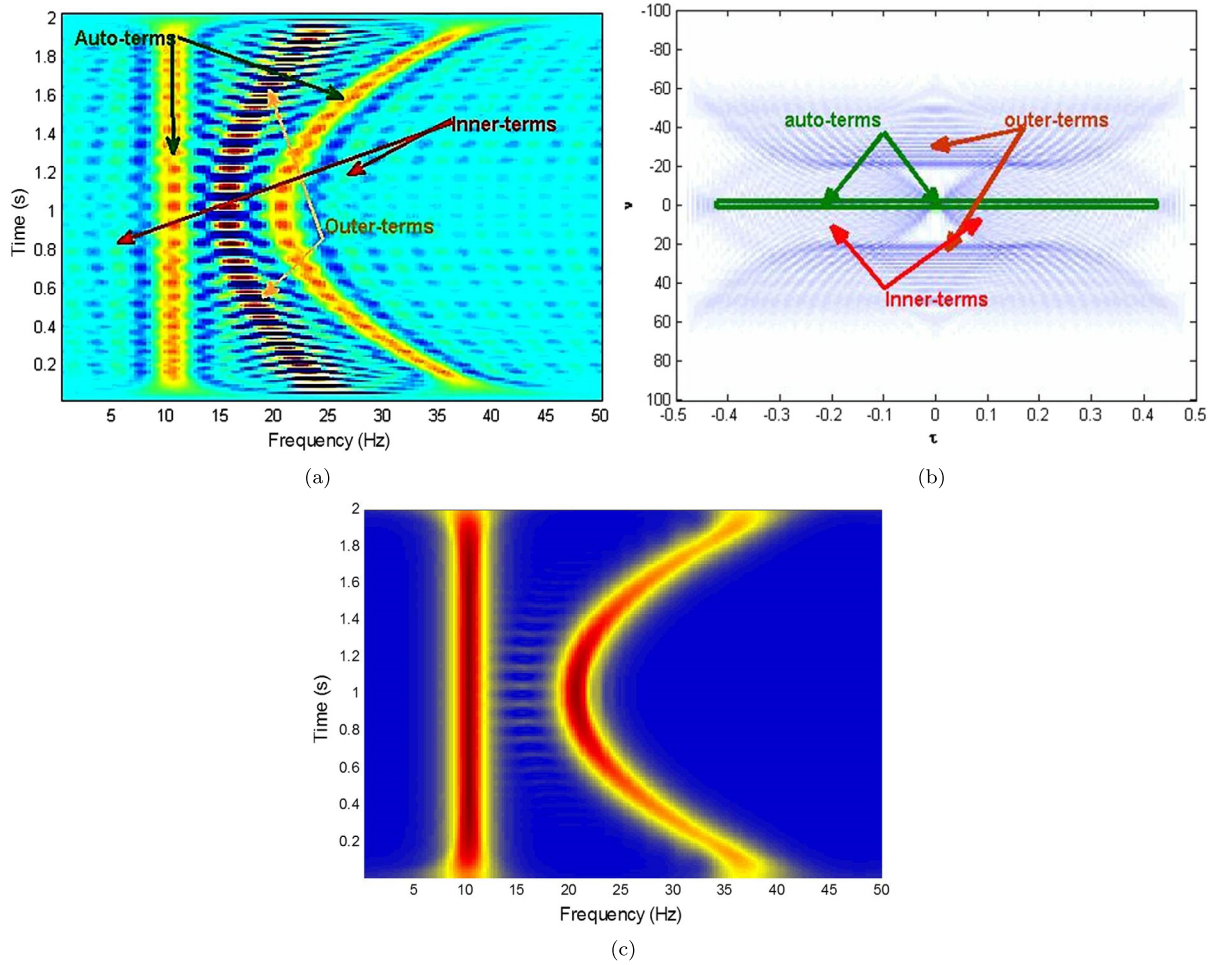 2
1.8
1.6
1.4
1.2
1
0.8
0.6
0.4
0.2
Time (s)
Auto-terms
Inner-terms
Outer-terms
5 10 15 20 25 30 35 40 45 50
Frequency (Hz)
(a)
-100
-80
-60
-40
-20
0
20
40
60
80
100
ν
auto-terms
outer-terms
Inner-terms
-0.5 -0.4 -0.3 -0.2 -0.1 0 0.1 0.2 0.3 0.4 0.5
τ
(b)
2
1.8
1.6
1.4
1.2
1
0.8
0.6
0.4
0.2
Time (s)
5 10 15 20 25 30 35 40 45 50
Frequency (Hz)
(c)